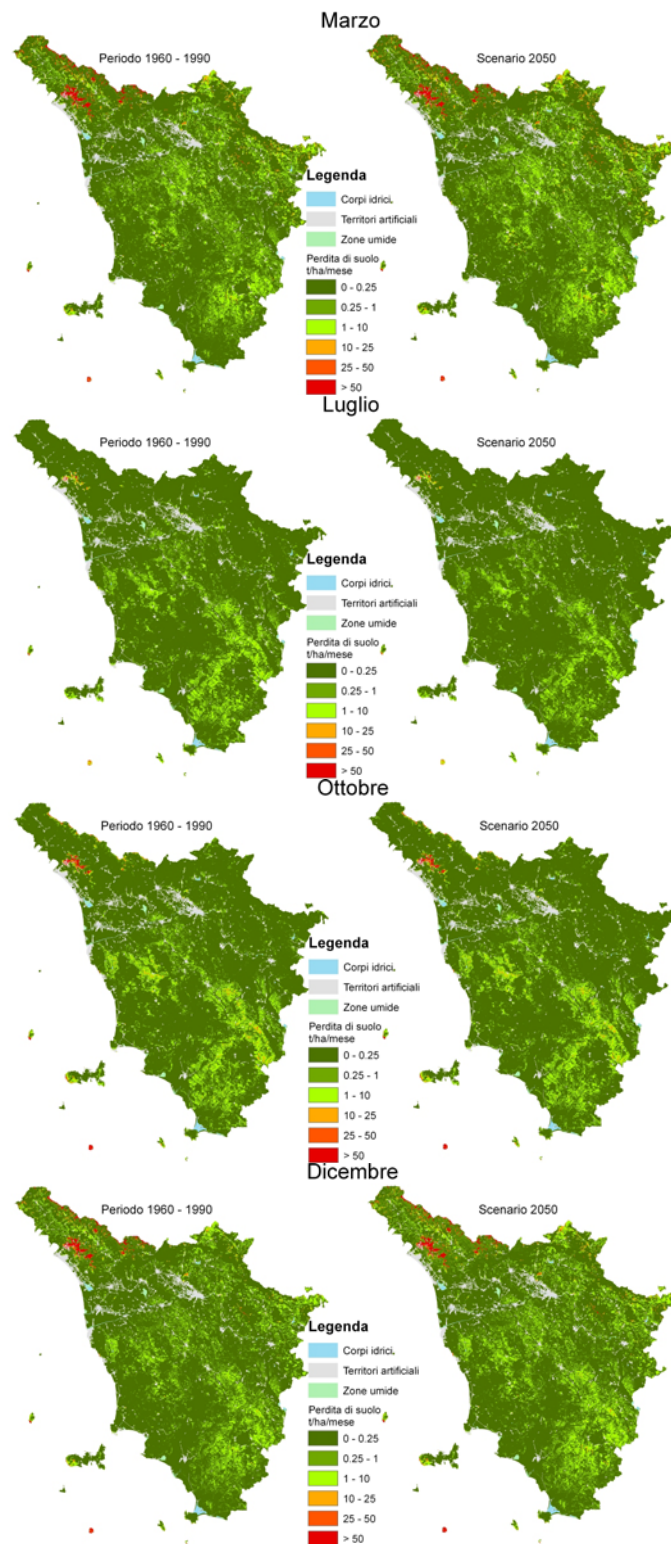 Marzo
Periodo 1960 - 1990
Scenario 2050
Legenda
Corpi idrici.
Territori artificiali
Zone umide
Perdita di suolo
t/ha/mese
0 - 0.25
0.25 - 1
1 - 10
10 - 25
25 - 50
> 50
Luglio
Periodo 1960 - 1990
Scenario 2050
Legenda
Corpi idrici.
Territori artificiali
Zone umide
Perdita di suolo
t/ha/mese
0 - 0.25
0.25 - 1
1 - 10
10 - 25
25 - 50
> 50
Ottobre
Periodo 1960 - 1990
Scenario 2050
Legenda
Corpi idrici.
Territori artificiali
Zone umide
Perdita di suolo
t/ha/mese
0 - 0.25
0.25 - 1
1 - 10
10 - 25
25 - 50
> 50
Dicembre
Periodo 1960 - 1990
Scenario 2050
Legenda
Corpi idrici.
Territori artificiali
Zone umide
Perdita di suolo
t/ha/mese
0 - 0.25
0.25 - 1
1 - 10
10 - 25
25 - 50
> 50